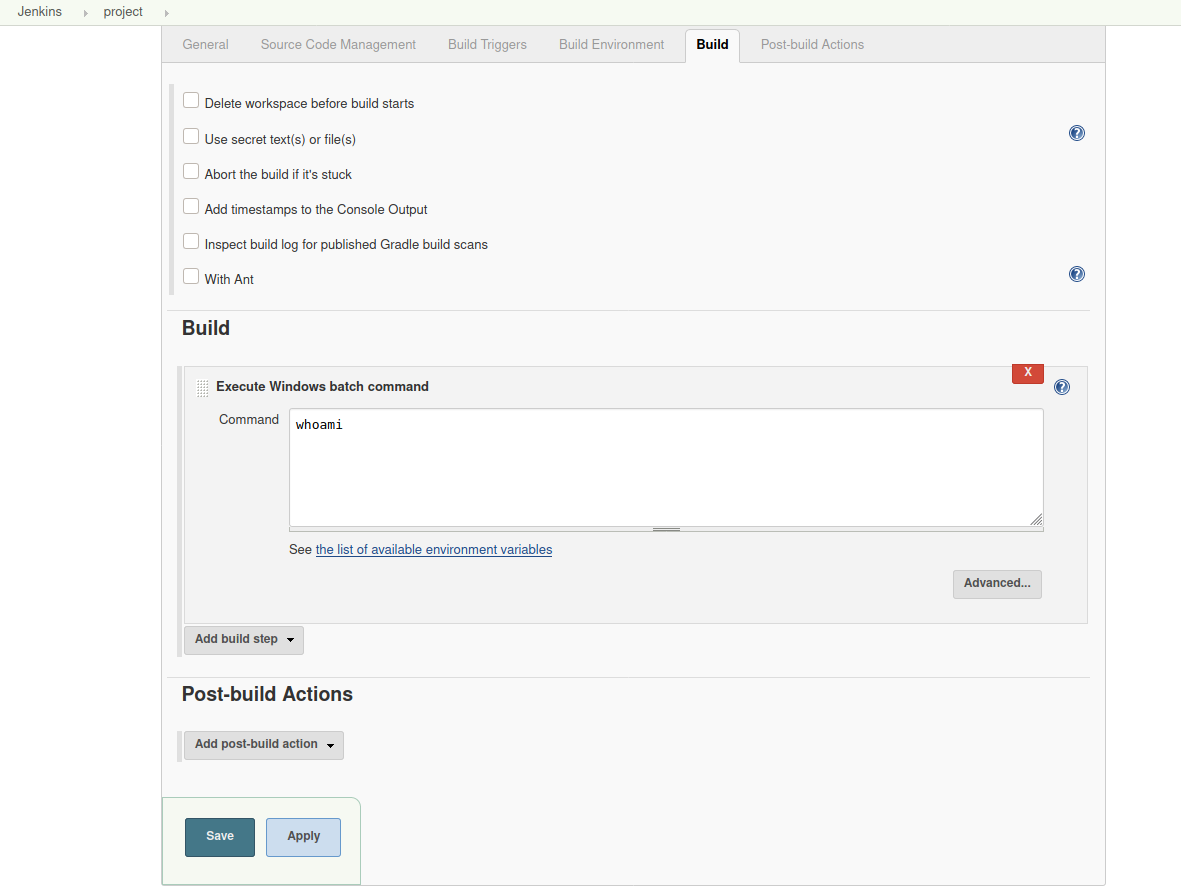 Jenkins project
General Source Code Management Build Triggers Build Environment Build Post-build Actions
Delete workspace before build starts
Use secret text(s) or file(s)
?
Abort the build if it's stuck
Add timestamps to the Console Output
Inspect build log for published Gradle build scans
With Ant
?
Build
X
Execute Windows batch command
?
Command
whoami
See the list of available environment variables
Advanced...
Add build step
Post-build Actions
Add post-build action
Save Apply